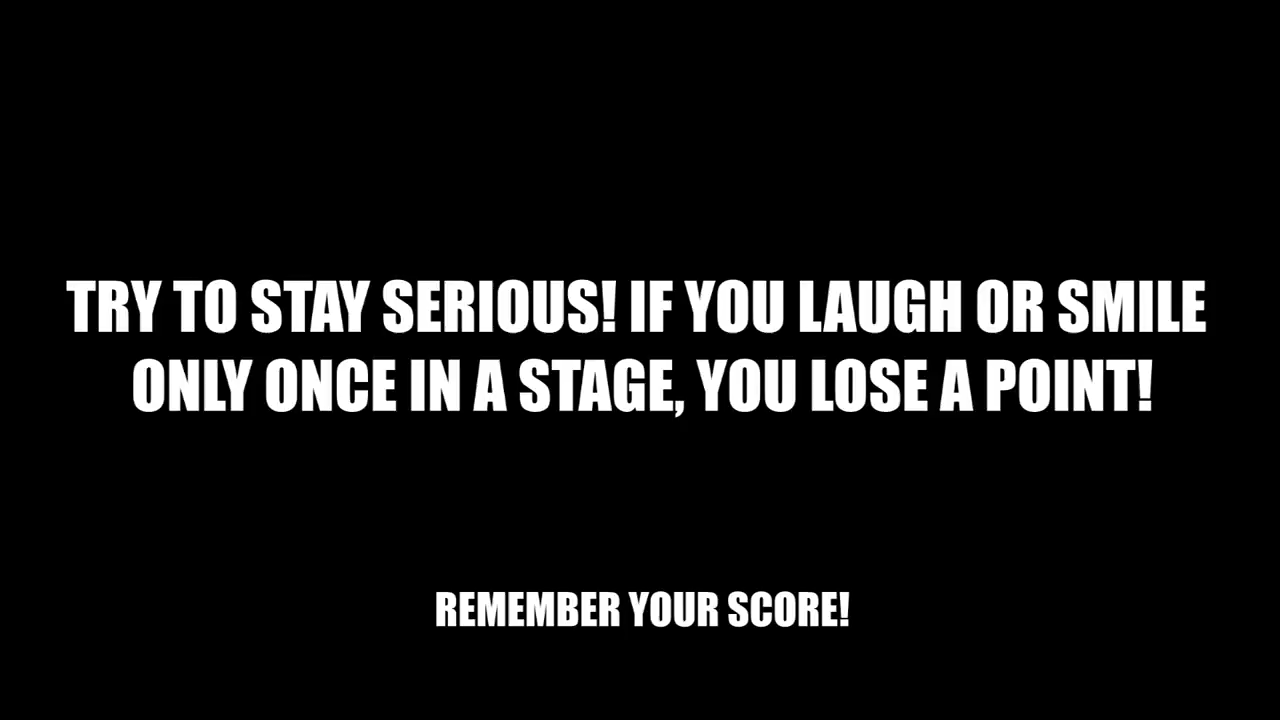 TRY TO STAY SERIOUS! IF YOU LAUGH OR SMILE
ONLY ONCE IN A STAGE, YOU LOSE A POINT!
REMEMBER YOUR SCORE!